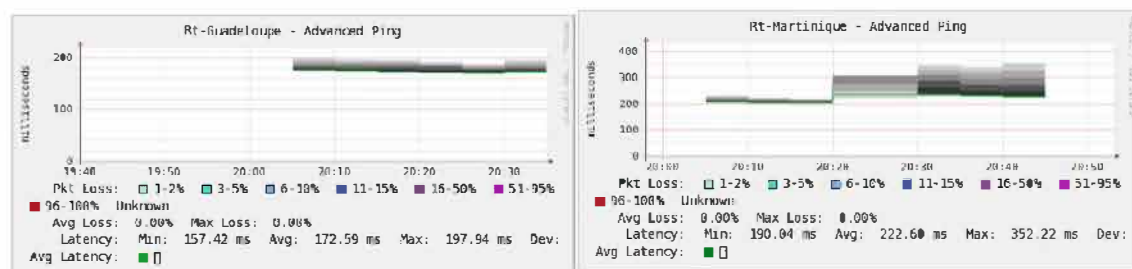 Rt-Guadeloupe - Advanced Ping
milliseconds
200
100
0
19:40 19:50 20:00 20:10 20:20 20:30
Pkt Loss: 1-2% 3-5% 6-10% 11-15% 16-50% 51-95%
96-100% Unknown
Avg Loss: 0.00% Max Loss: 0.00%
Latency: Min: 157.42 ms Avg: 172.59 ms Max: 197.94 ms Dev:
Avg Latency:
Rt-Martinique - Advanced Ping
milliseconds
400
300
200
100
0
20:00 20:10 20:20 20:30 20:40 20:50
Pkt Loss: 1-2% 3-5% 6-10% 11-15% 16-50% 51-95%
96-100% Unknown
Avg Loss: 0.00% Max Loss: 0.00%
Latency: Min: 190.04 ms Avg: 222.60 ms Max: 352.22 ms Dev:
Avg Latency: